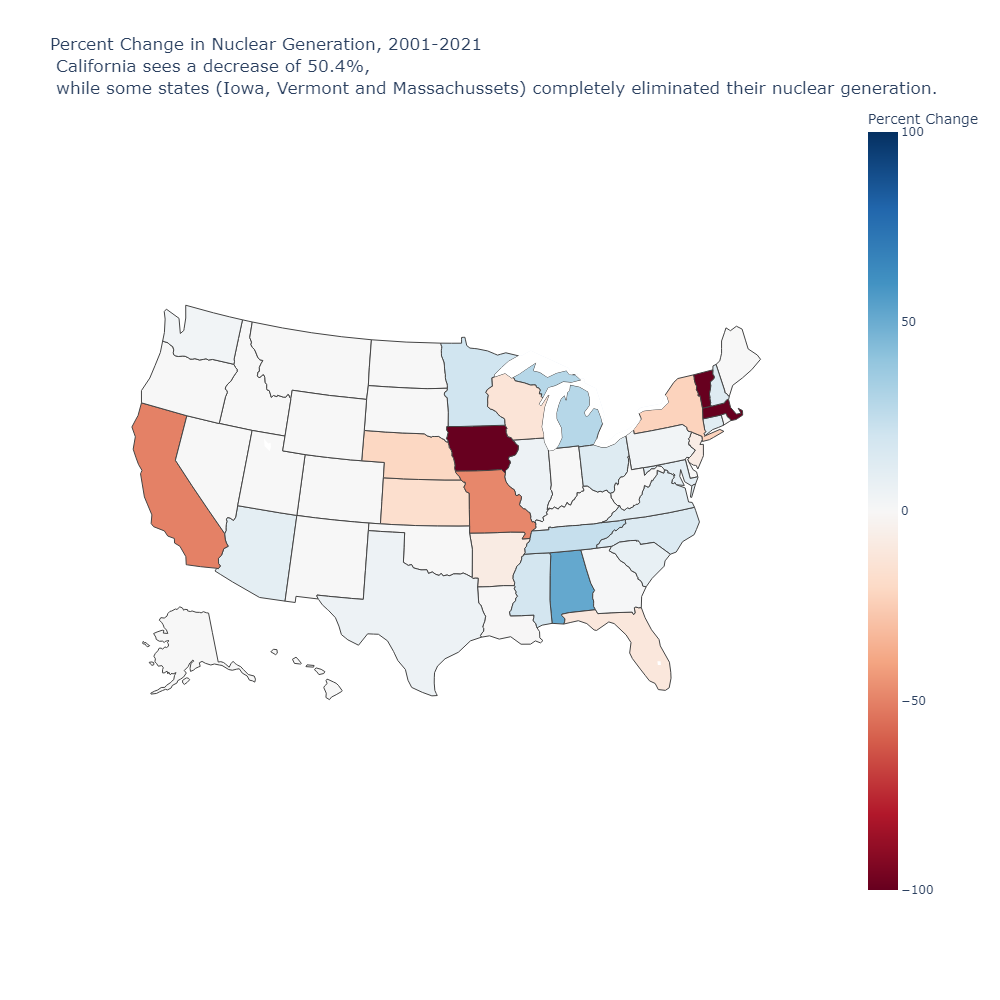 Percent Change in Nuclear Generation, 2001-2021
California sees a decrease of 50.4%,
while some states (Iowa, Vermont and Massachussets) completely eliminated their nuclear generation.
Percent Change
100
50
0
−50
−100